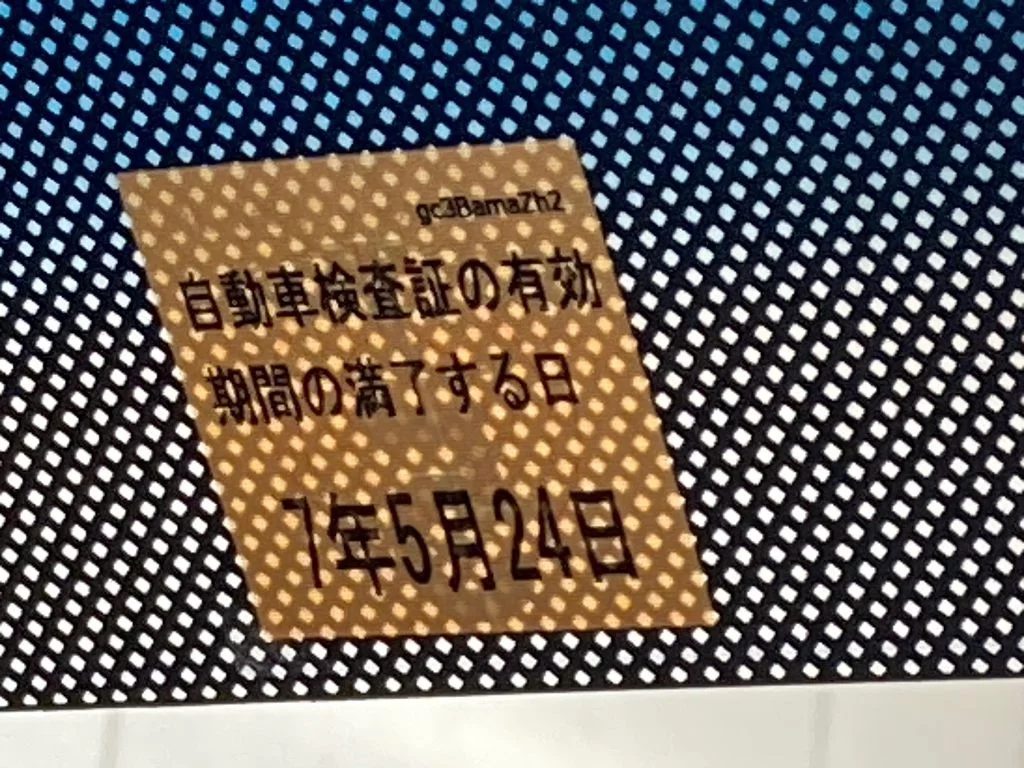 gc3BamaZh2
自動車検査証の有効
期間の満了する日
7年5月24日